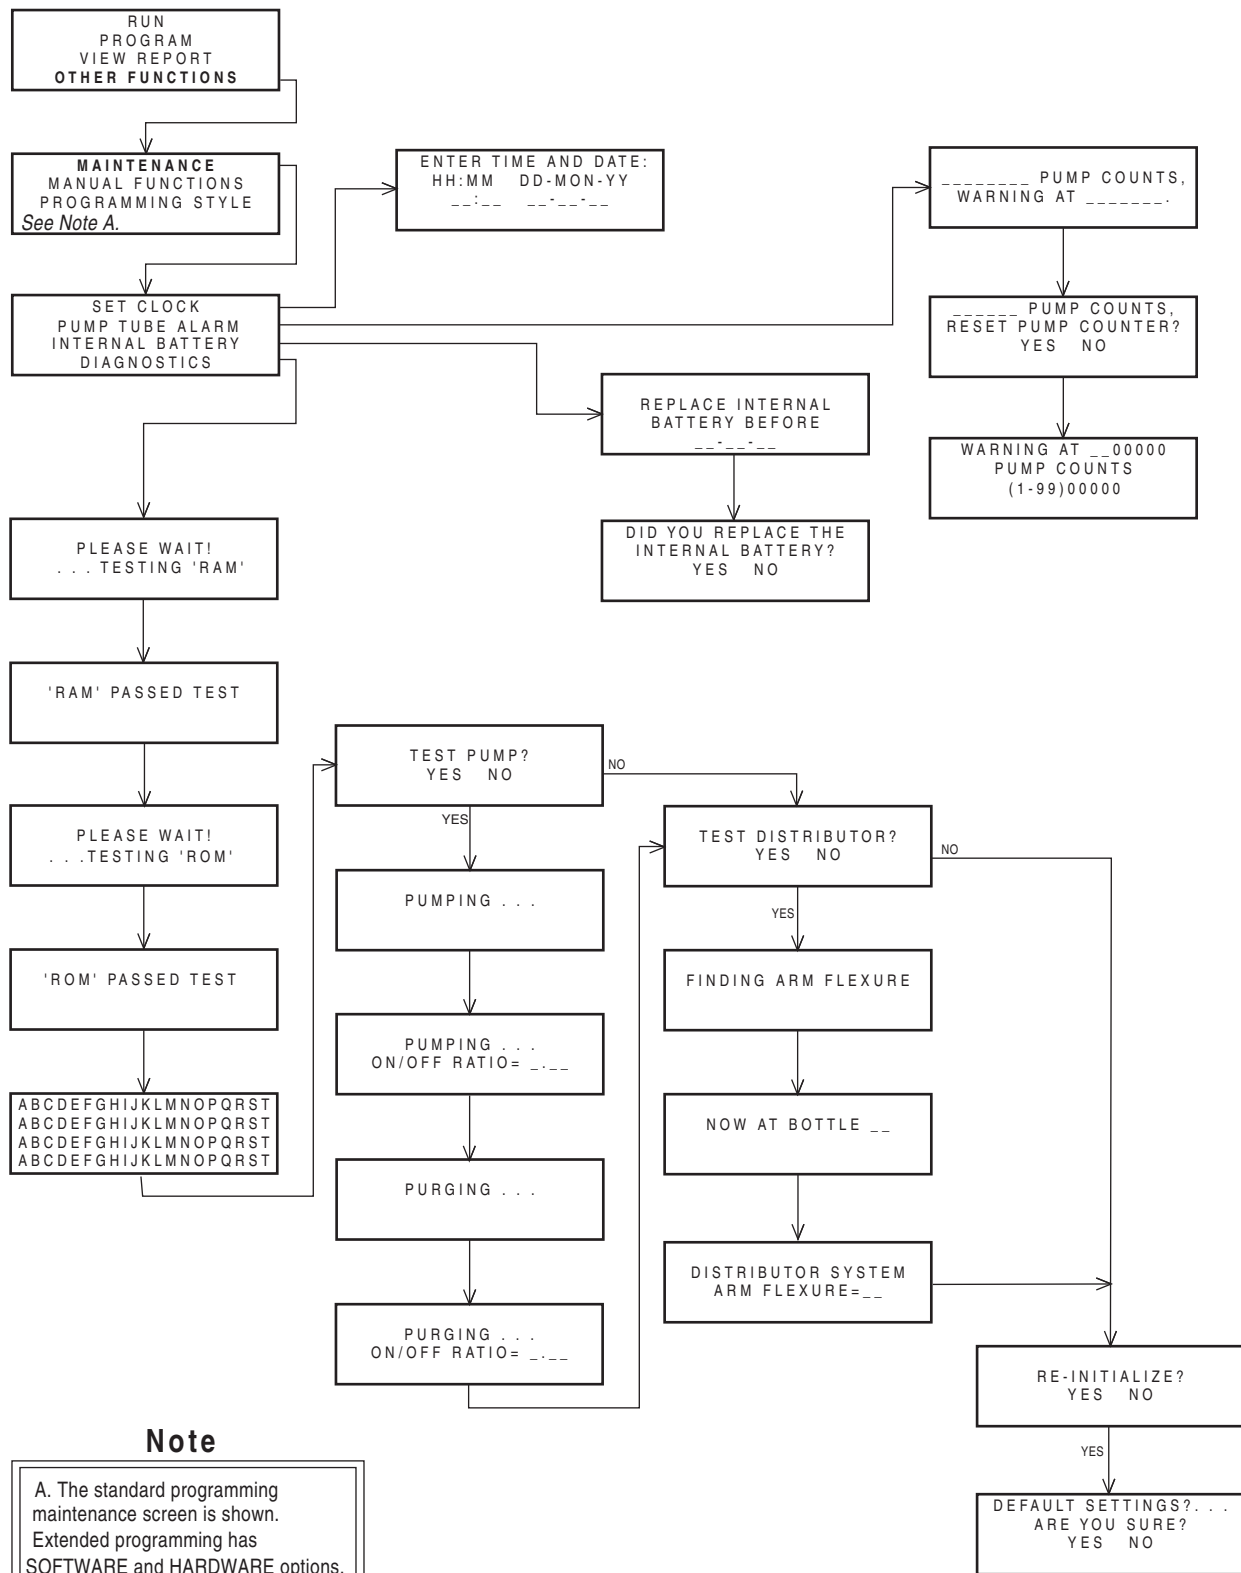 RUN
PROGRAM
VIEW REPORT
OTHER FUNCTIONS
MAINTENANCE
MANUAL FUNCTIONS
PROGRAMMING STYLE
See Note A.
SET CLOCK
PUMP TUBE ALARM
INTERNAL BATTERY
DIAGNOSTICS
ENTER TIME AND DATE:
HH:MM DD-MON-YY
__:__ __-__-__
________ PUMP COUNTS,
WARNING AT _______.
______ PUMP COUNTS,
RESET PUMP COUNTER?
YES NO
WARNING AT __00000
PUMP COUNTS
(1-99)00000
REPLACE INTERNAL
BATTERY BEFORE
__-__-__
DID YOU REPLACE THE
INTERNAL BATTERY?
YES NO
PLEASE WAIT!
. . . TESTING 'RAM'
'RAM' PASSED TEST
PLEASE WAIT!
. . .TESTING 'ROM'
'ROM' PASSED TEST
ABCDEFGHIJKLMNOPQRST
ABCDEFGHIJKLMNOPQRST
ABCDEFGHIJKLMNOPQRST
ABCDEFGHIJKLMNOPQRST
TEST PUMP?
YES NO
NO
YES
PUMPING . . .
PUMPING . . .
ON/OFF RATIO= _.__
PURGING . . .
PURGING . . .
ON/OFF RATIO= _.__
TEST DISTRIBUTOR?
YES NO
NO
YES
FINDING ARM FLEXURE
NOW AT BOTTLE __
DISTRIBUTOR SYSTEM
ARM FLEXURE=__
RE-INITIALIZE?
YES NO
YES
DEFAULT SETTINGS?. . .
ARE YOU SURE?
YES NO
Note
A. The standard programming
maintenance screen is shown.
Extended programming has
SOFTWARE and HARDWARE options.